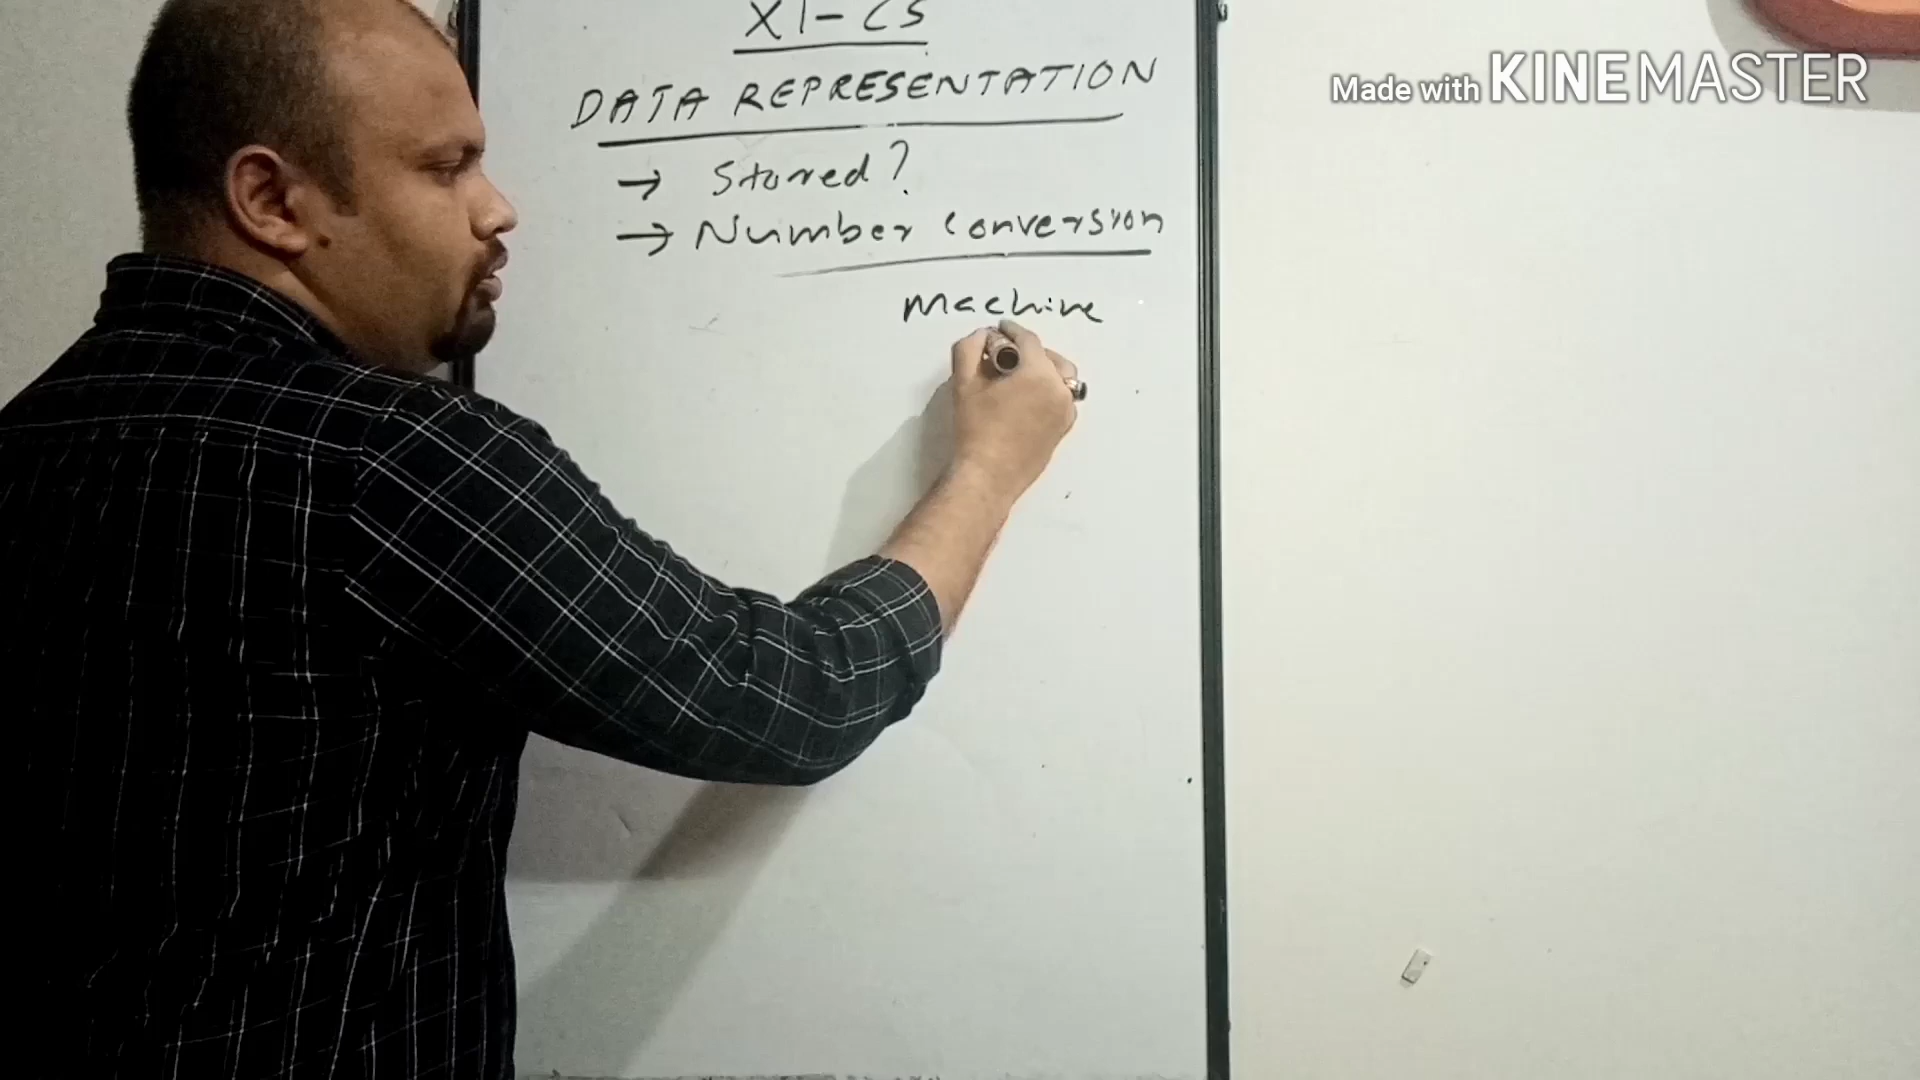 XI-CS
DATA REPRESENTATION
→ Stored?
→ Number Conversion
Machine
Made with KINEMASTER